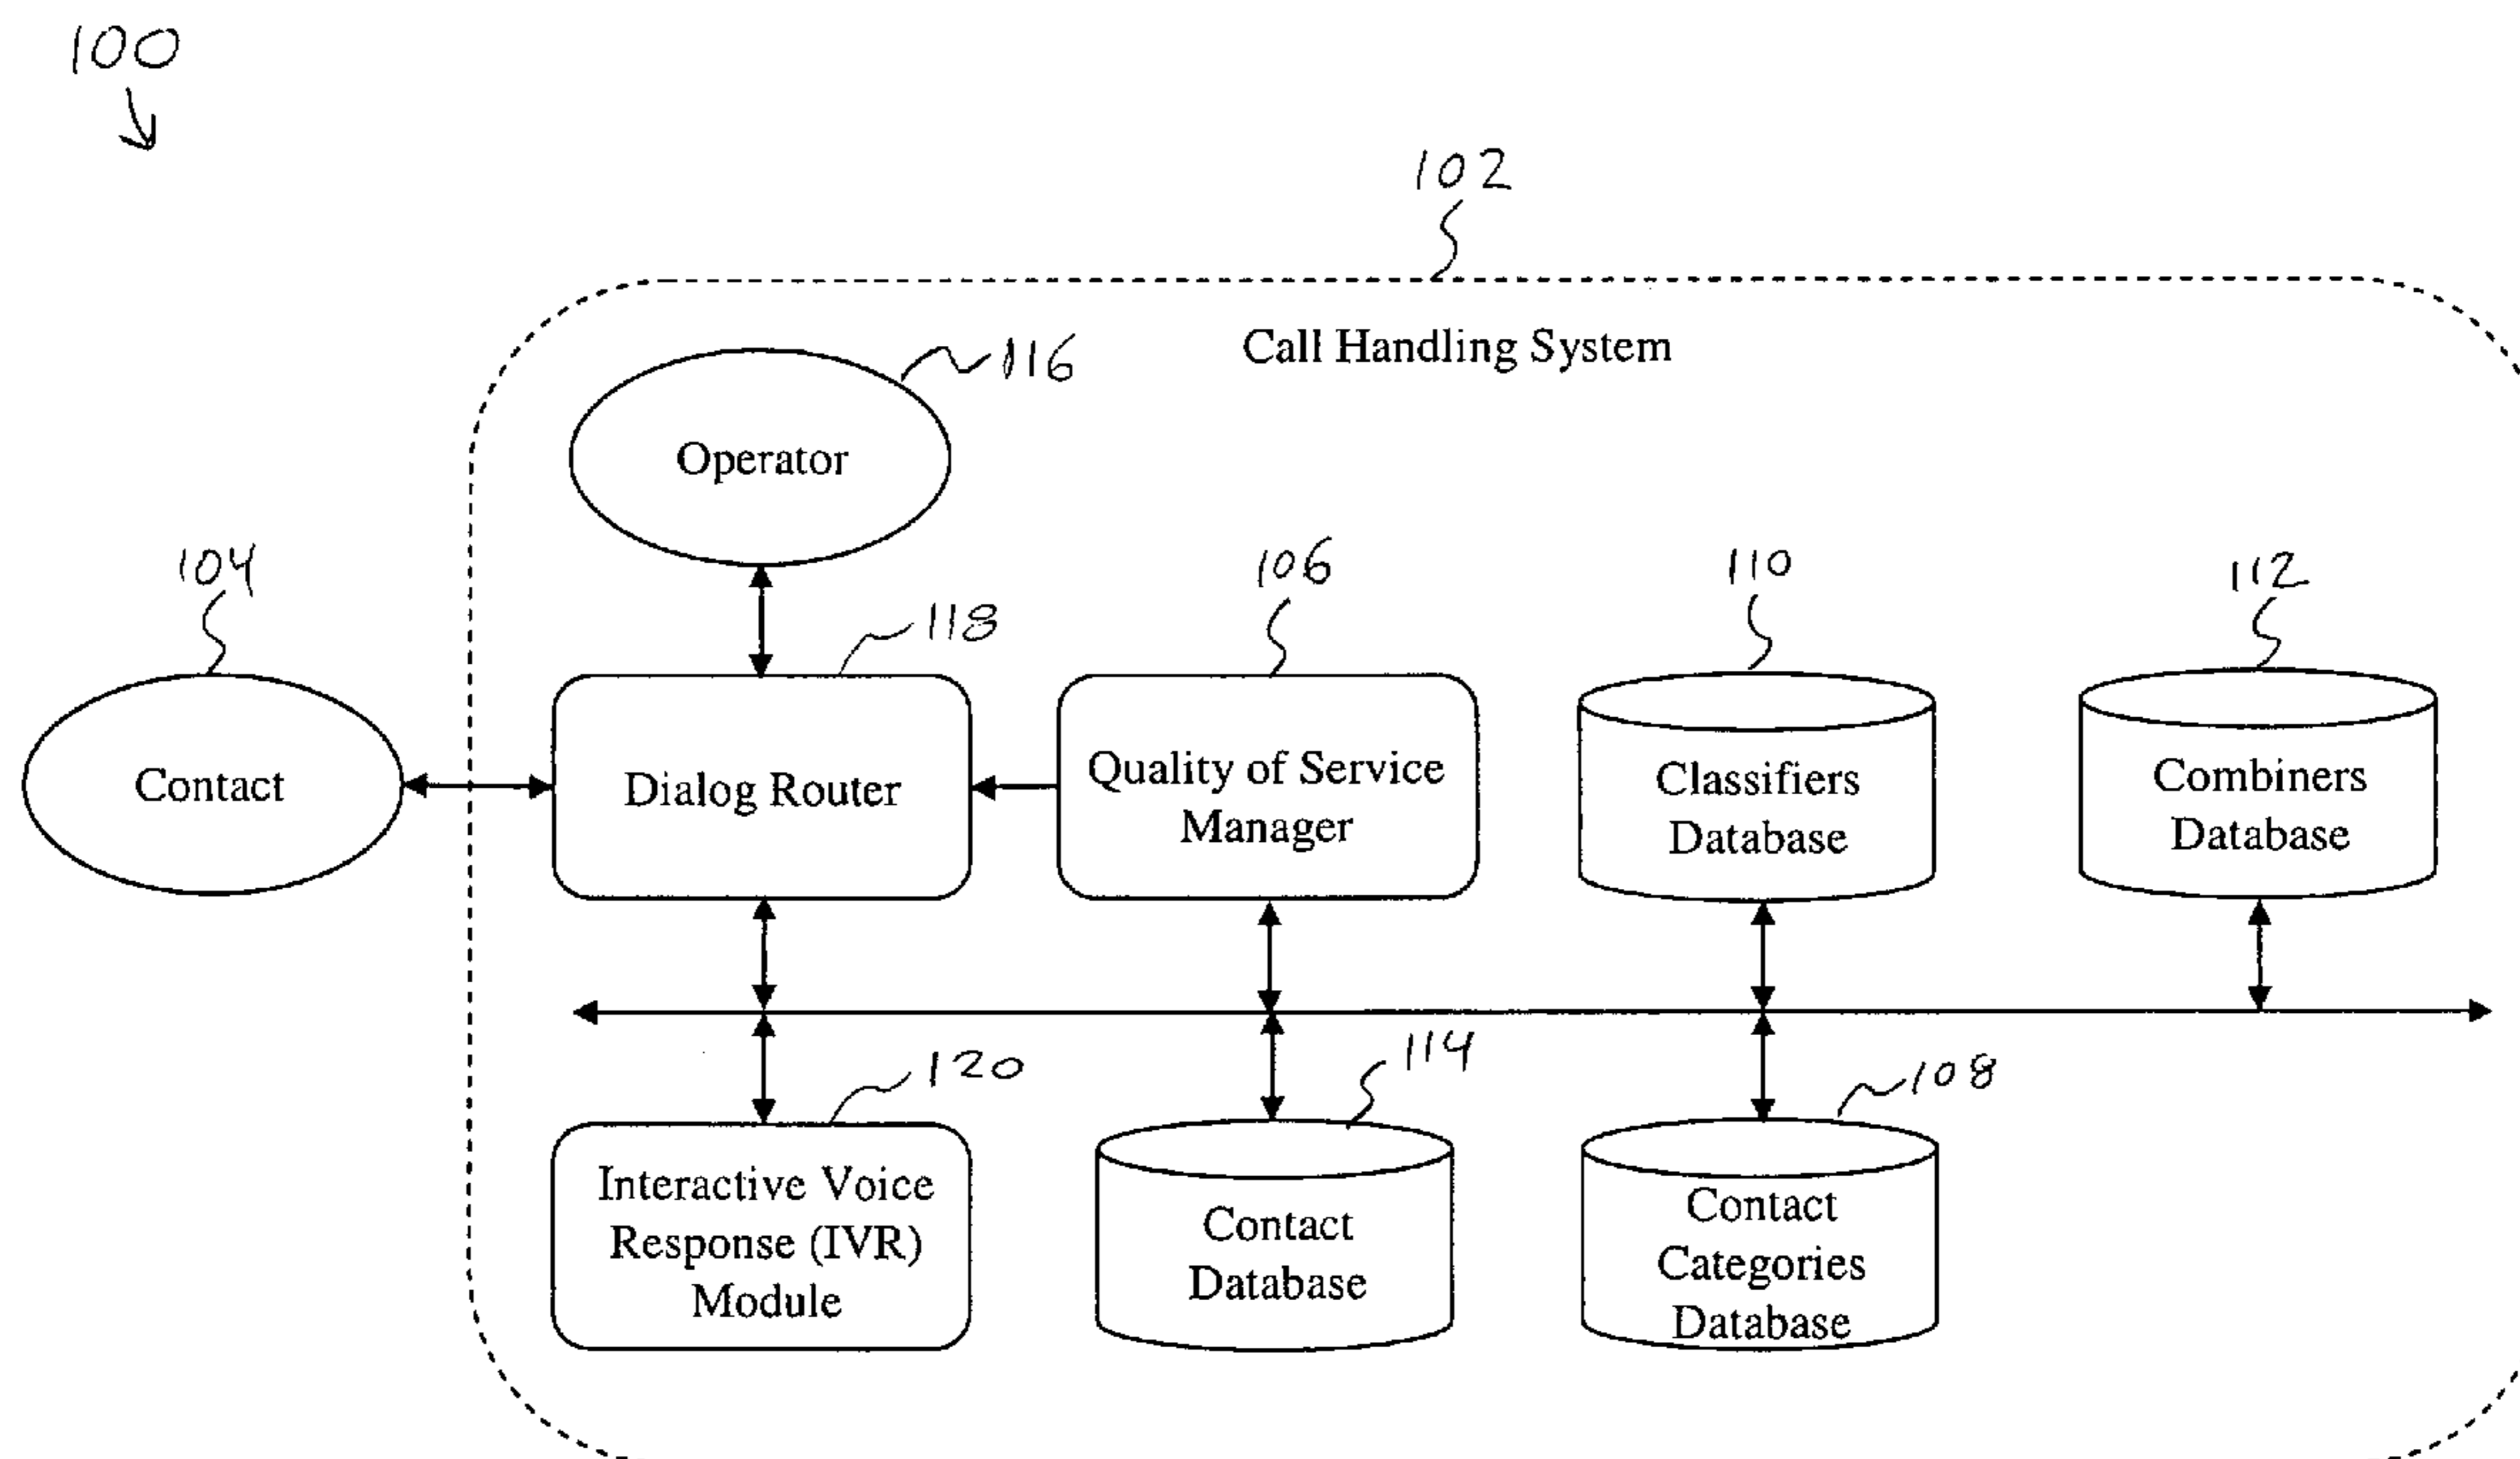 100
102
Call Handling System
116
Operator
104
118
106
110
112
Contact
Dialog Router
Quality of Service
Manager
Classifiers
Database
Combiners
Database
120
114
108
Interactive Voice
Response (IVR)
Module
Contact
Database
Contact
Categories
Database